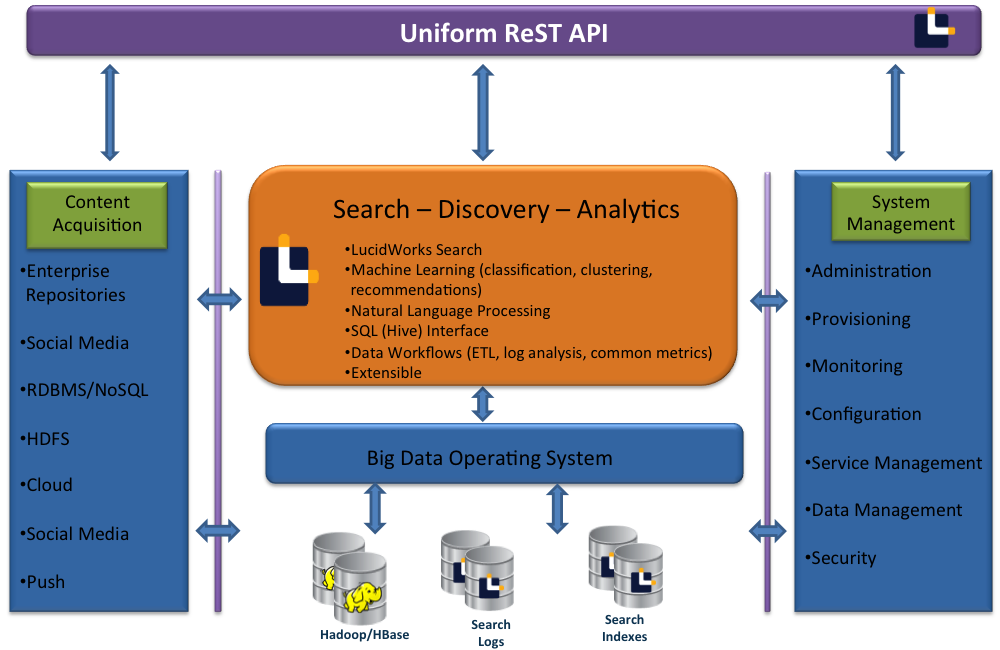 Uniform ReST API
Content
Acquisition
•Enterprise
Repositories
•Social Media
•RDBMS/NoSQL
•HDFS
•Cloud
•Social Media
•Push
Search – Discovery – Analytics
•LucidWorks Search
•Machine Learning (classification, clustering,
recommendations)
•Natural Language Processing
•SQL (Hive) Interface
•Data Workflows (ETL, log analysis, common metrics)
•Extensible
Big Data Operating System
Hadoop/HBase
Search
Logs
Search
Indexes
System
Management
•Administration
•Provisioning
•Monitoring
•Configuration
•Service Management
•Data Management
•Security